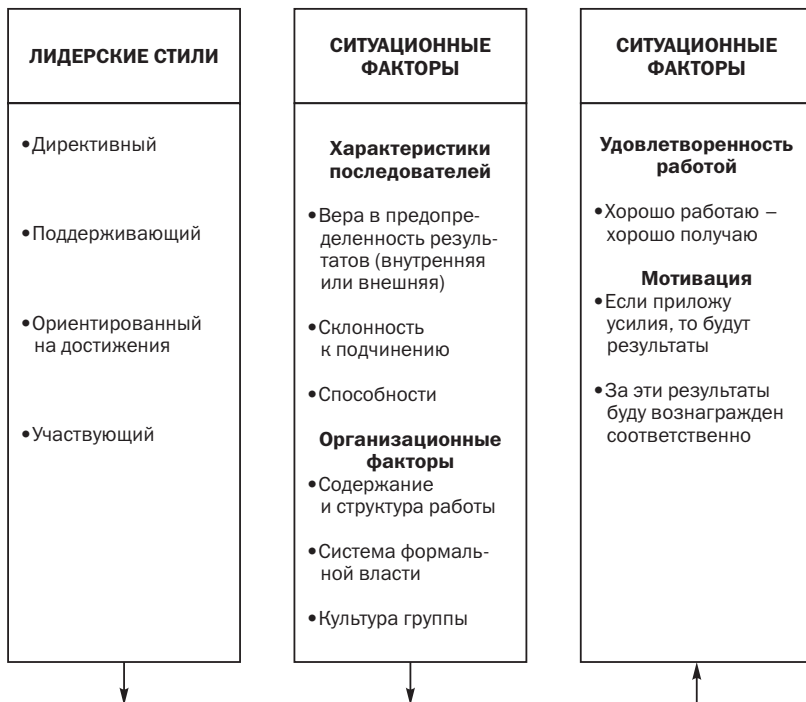 ЛИДЕРСКИЕ СТИЛИ
•Директивный
•Поддерживающий
•Ориентированный
на достижения
•Участвующий
СИТУАЦИОННЫЕ
ФАКТОРЫ
Характеристики
последователей
•Вера в предопре-
деленность резуль-
татов (внутренняя
или внешняя)
•Склонность
к подчинению
•Способности
Организационные
факторы
•Содержание
и структура работы
•Система формаль-
ной власти
•Культура группы
СИТУАЦИОННЫЕ
ФАКТОРЫ
Удовлетворенность
работой
•Хорошо работаю –
хорошо получаю
Мотивация
•Если приложу
усилия, то будут
результаты
•За эти результаты
буду вознагражден
соответственно